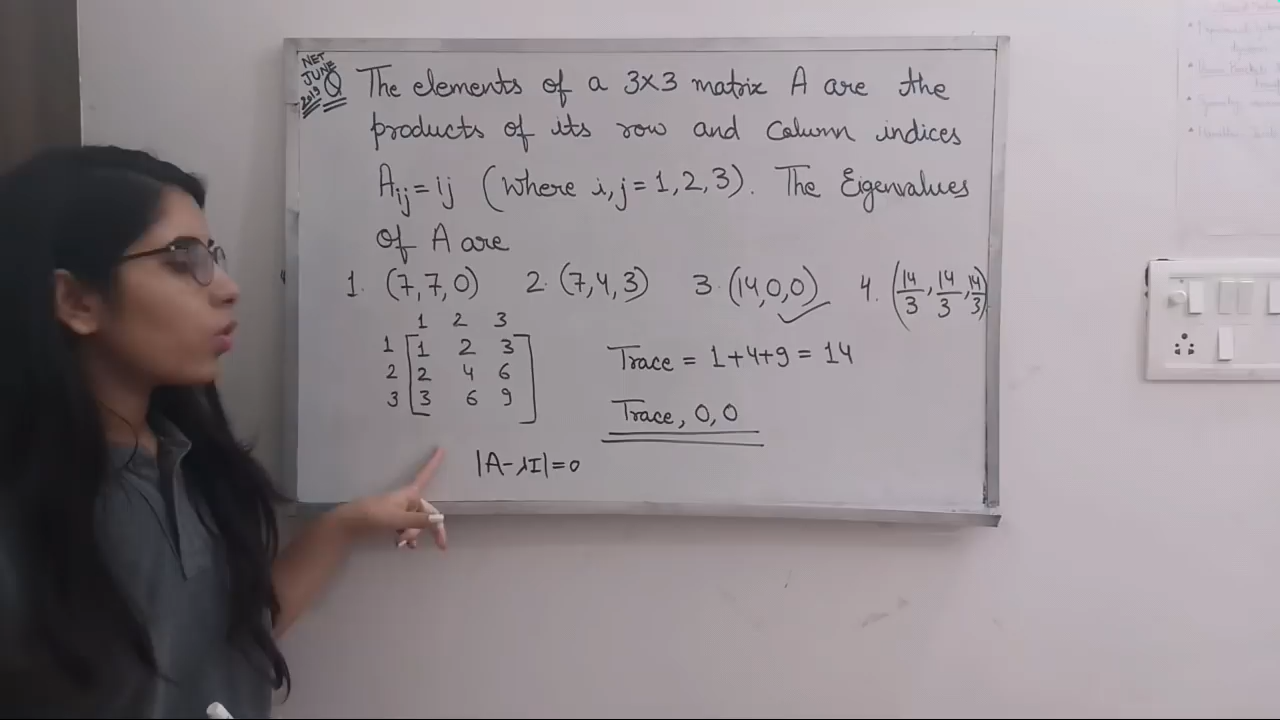 NET
JUNE
2019
Q The elements of a 3×3 matrix A are the
products of its row and column indices
Aij = ij (where i, j = 1, 2, 3). The Eigenvalues
of A are
1. (7, 7, 0) 2. (7, 4, 3) 3. (14, 0, 0) ✓ 4. (14/3, 14/3, 14/3)
1 2 3
1 [1 2 3]
2 [2 4 6]
3 [3 6 9]
Trace = 1+4+9 = 14
Trace, 0, 0
|A-λI|=0